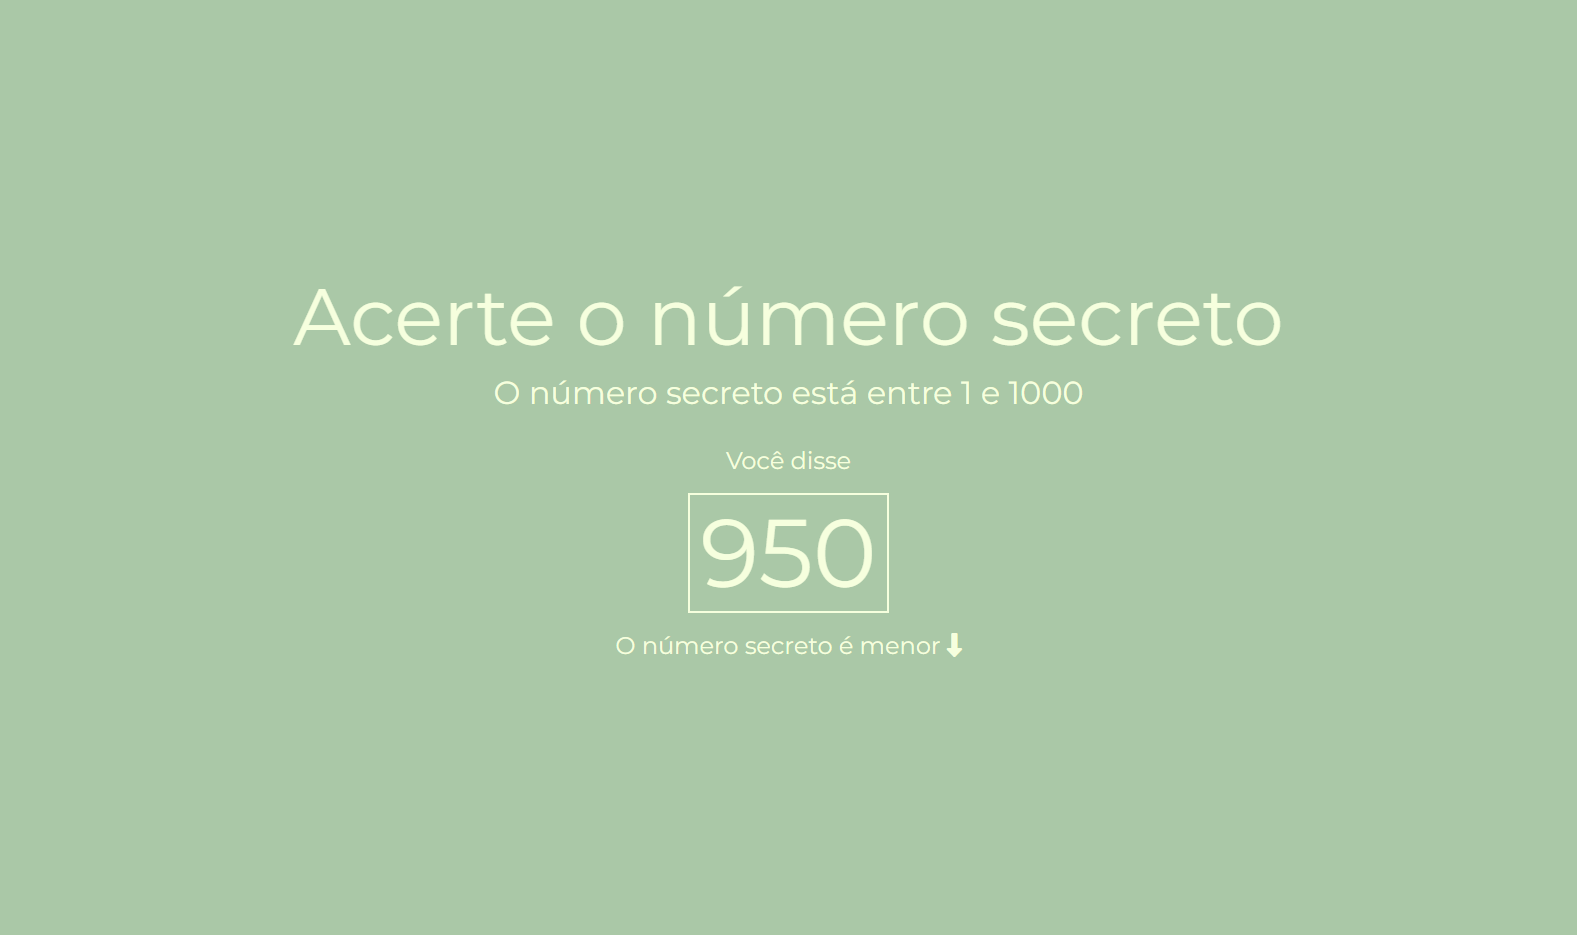 Acerte o número secreto
O número secreto está entre 1 e 1000
Você disse
950
O número secreto é menor